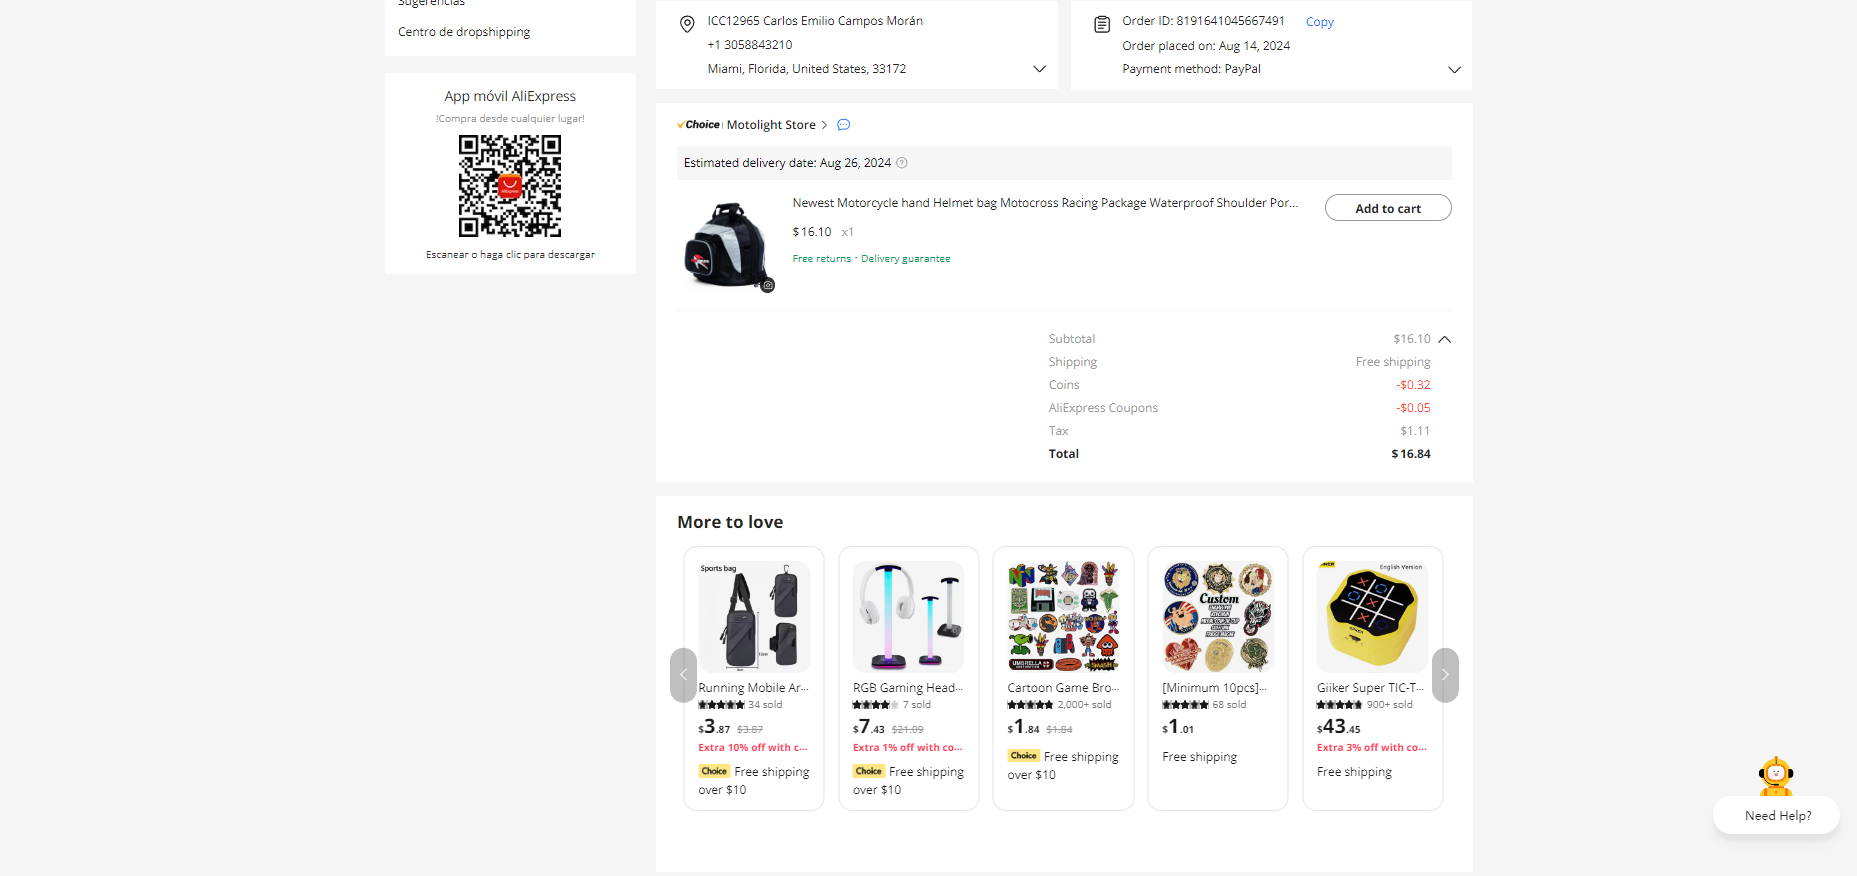 Sugerencias
Centro de dropshipping
App móvil AliExpress
!Compra desde cualquier lugar!
AliExpress
Escanear o haga clic para descargar
ICC12965 Carlos Emilio Campos Morán
+1 3058843210
Miami, Florida, United States, 33172
Order ID: 8191641045667491 Copy
Order placed on: Aug 14, 2024
Payment method: PayPal
Choice Motolight Store
Estimated delivery date: Aug 26, 2024
Newest Motorcycle hand Helmet bag Motocross Racing Package Waterproof Shoulder Por...
Add to cart
$16.10 x1
Free returns · Delivery guarantee
Subtotal $16.10
Shipping Free shipping
Coins -$0.32
AliExpress Coupons -$0.05
Tax $1.11
Total $16.84
More to love
Sports bag
Running Mobile Ar...
34 sold
$3.87 $3.87
Extra 10% off with c...
Choice Free shipping
over $10
RGB Gaming Head...
7 sold
$7.43 $21.09
Extra 1% off with co...
Choice Free shipping
over $10
UMBRELLA
Cartoon Game Bro...
2,000+ sold
$1.84 $1.84
Choice Free shipping
over $10
Custom
[Minimum 10pcs]...
68 sold
$1.01
Free shipping
English Version
Giiker Super TIC-T...
900+ sold
$43.45
Extra 3% off with co...
Free shipping
Need Help?